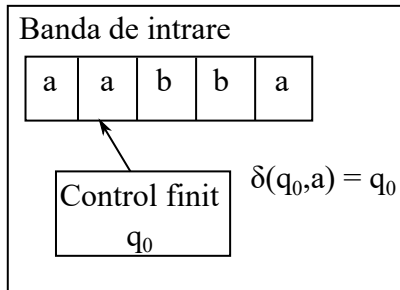 Banda de intrare
a a b b a
Control finit
q₀
δ(q₀,a) = q₀